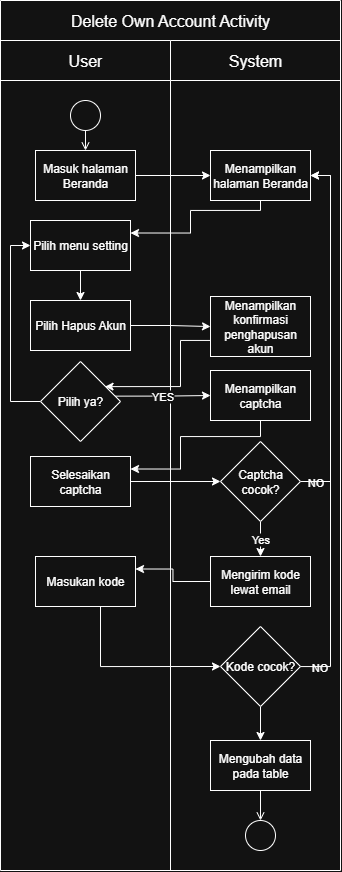 Delete Own Account Activity
User
System
Masuk halaman
Beranda
Menampilkan
halaman Beranda
Pilih menu setting
Pilih Hapus Akun
Menampilkan
konfirmasi
penghapusan
akun
Pilih ya?
YES
Menampilkan
captcha
Selesaikan
captcha
Captcha
cocok?
NO
Yes
Masukan kode
Mengirim kode
lewat email
Kode cocok?
NO
Mengubah data
pada table